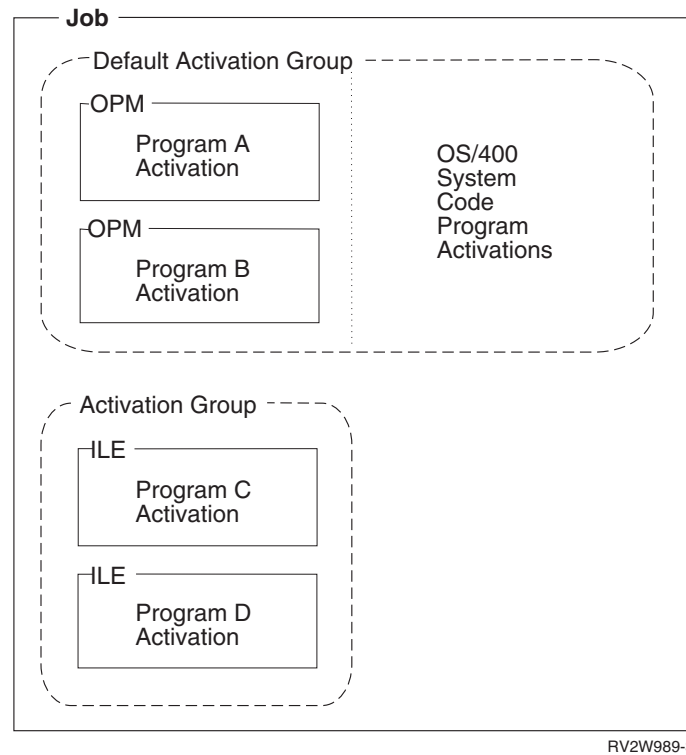 Job
Default Activation Group
OPM
Program A
Activation
OPM
Program B
Activation
OS/400
System
Code
Program
Activations
Activation Group
ILE
Program C
Activation
ILE
Program D
Activation
RV2W989-